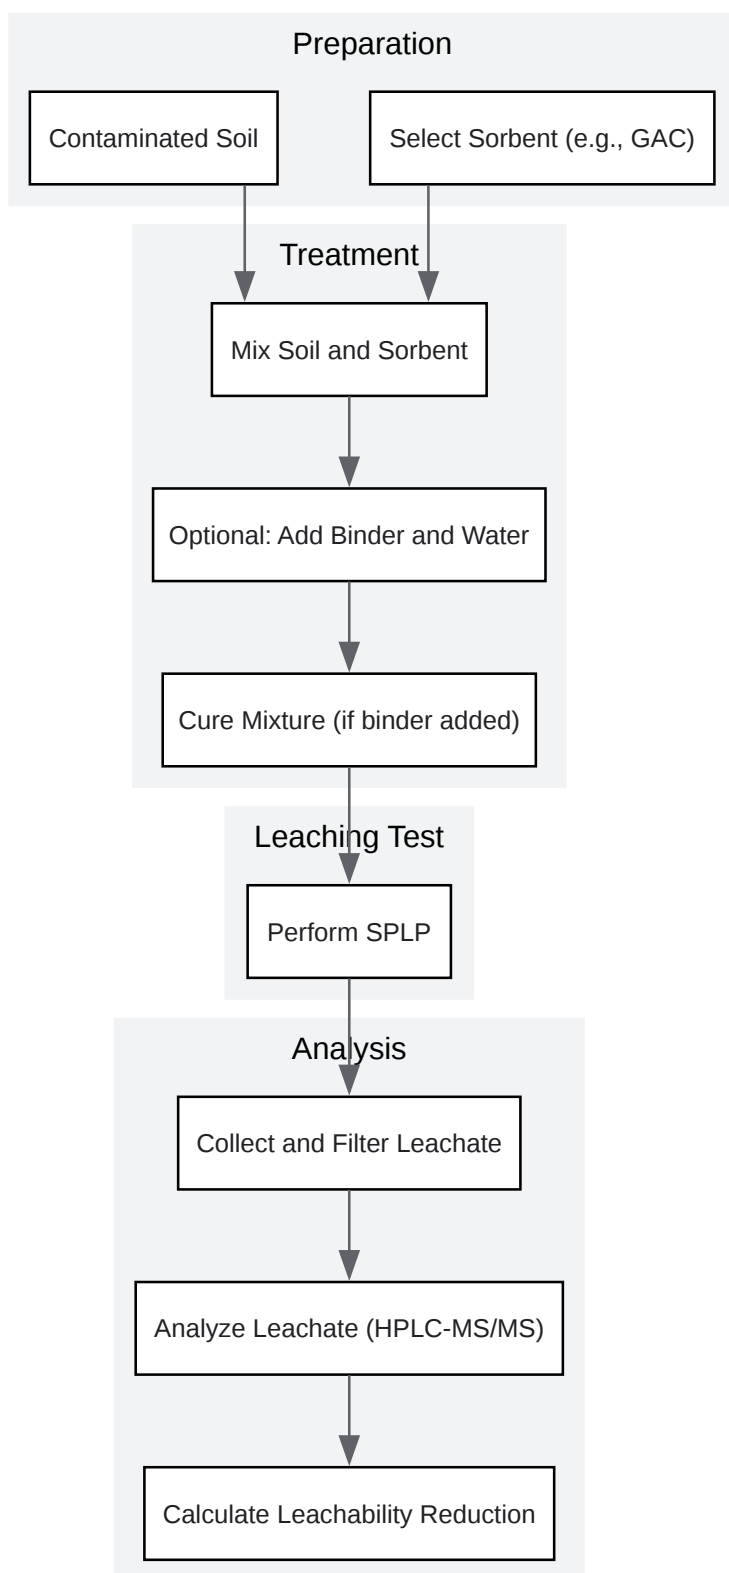 Preparation
Contaminated Soil
Select Sorbent (e.g., GAC)
Treatment
Mix Soil and Sorbent
Optional: Add Binder and Water
Cure Mixture (if binder added)
Leaching Test
Perform SPLP
Analysis
Collect and Filter Leachate
Analyze Leachate (HPLC-MS/MS)
Calculate Leachability Reduction